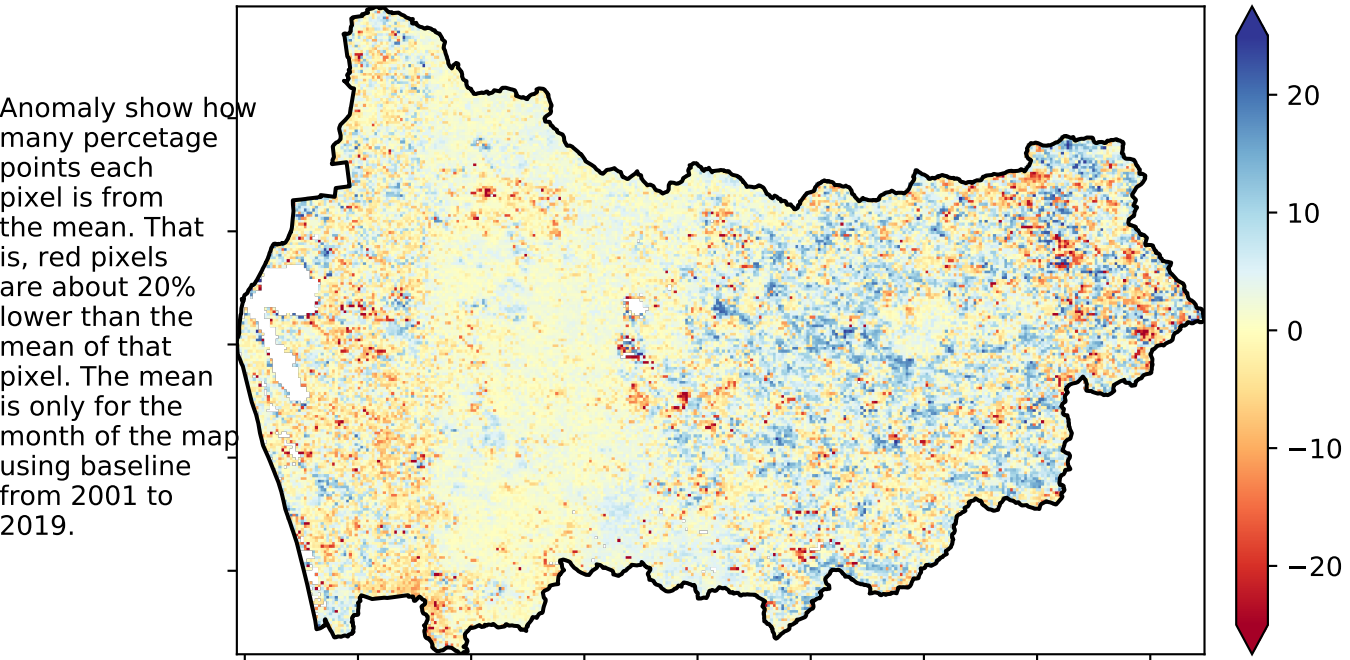 Anomaly show how
many percetage
points each
pixel is from
the mean. That
is, red pixels
are about 20%
lower than the
mean of that
pixel. The mean
is only for the
month of the map
using baseline
from 2001 to
2019.
20
10
0
−10
−20